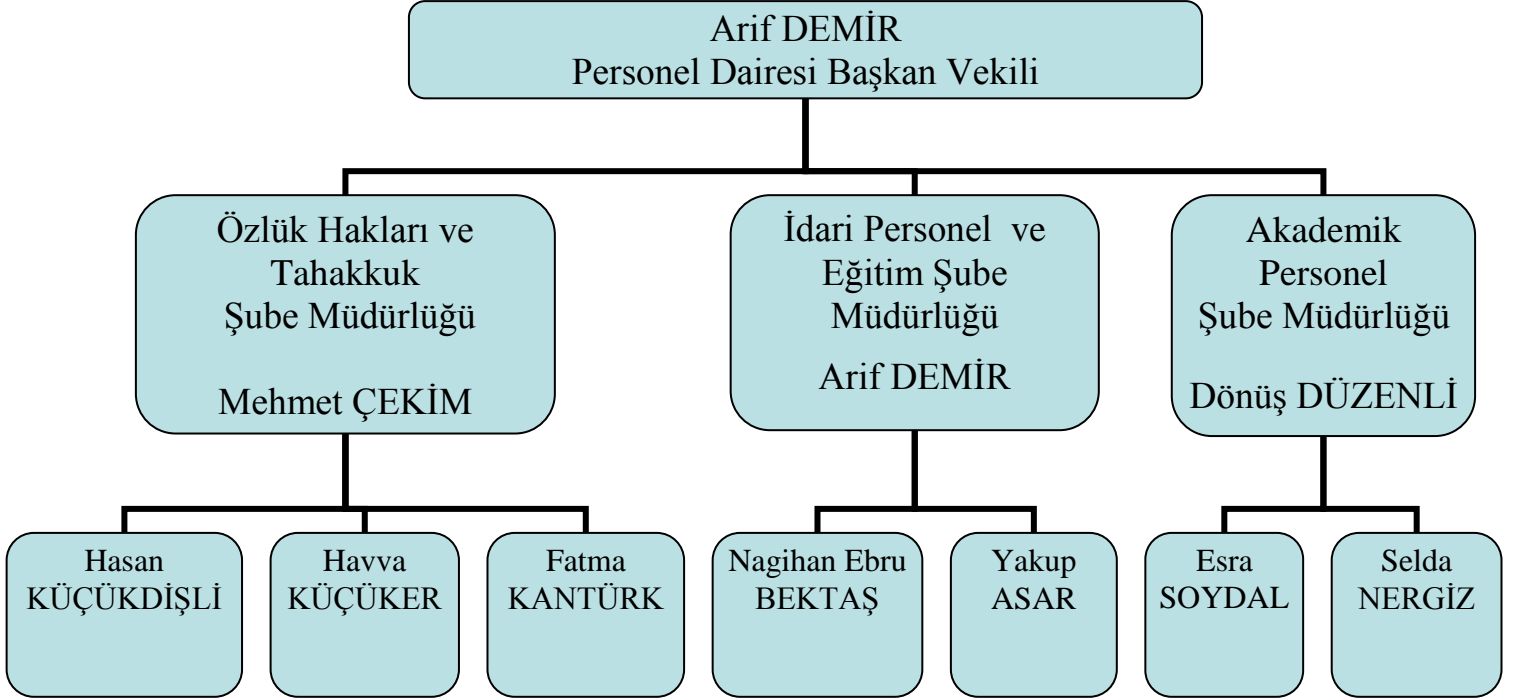 Arif DEMİR
Personel Dairesi Başkan Vekili
Özlük Hakları ve
Tahakkuk
Şube Müdürlüğü
Mehmet ÇEKİM
İdari Personel ve
Eğitim Şube
Müdürlüğü
Arif DEMİR
Akademik
Personel
Şube Müdürlüğü
Dönüş DÜZENLİ
Hasan
KÜÇÜKDİŞLİ
Havva
KÜÇÜKER
Fatma
KANTÜRK
Nagihan Ebru
BEKTAŞ
Yakup
ASAR
Esra
SOYDAL
Selda
NERGİZ